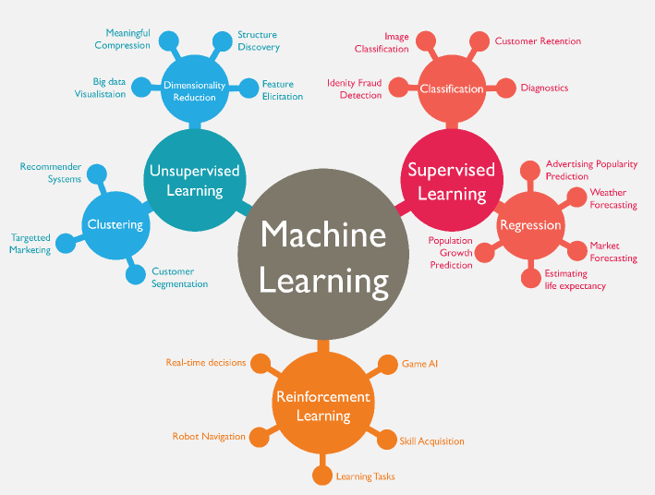 Meaningful
Compression
Structure
Discovery
Big data
Visualistaion
Dimensionality
Reduction
Feature
Elicitation
Unsupervised
Learning
Recommender
Systems
Clustering
Targetted
Marketing
Customer
Segmentation
Image
Classification
Customer Retention
Idenity Fraud
Detection
Classification
Diagnostics
Supervised
Learning
Advertising Popularity
Prediction
Weather
Forecasting
Regression
Population
Growth
Prediction
Market
Forecasting
Estimating
life expectancy
Machine
Learning
Real-time decisions
Game AI
Reinforcement
Learning
Robot Navigation
Skill Acquisition
Learning Tasks